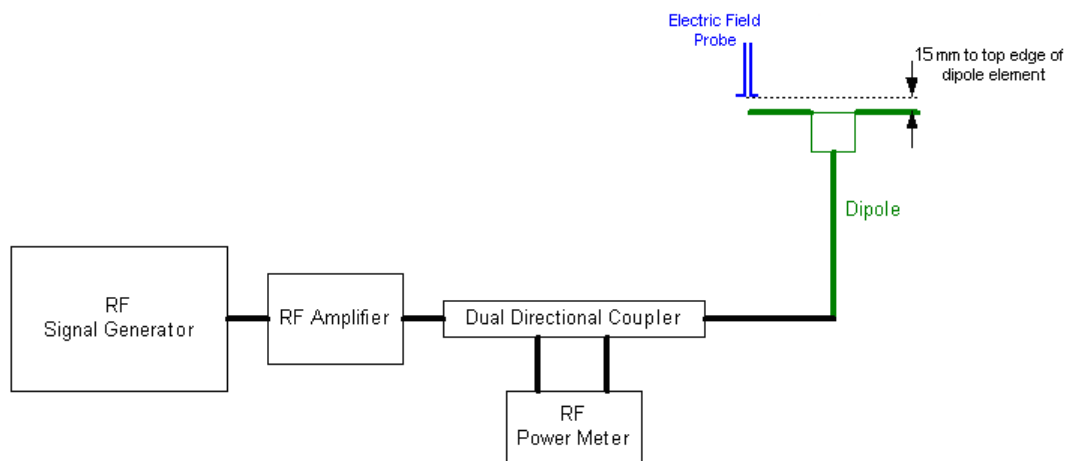 Electric Field
Probe
15 mm to top edge of
dipole element
Dipole
RF
Signal Generator
RF Amplifier
Dual Directional Coupler
RF
Power Meter